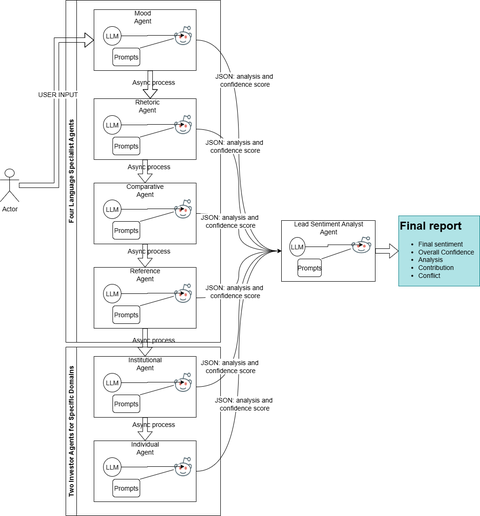 Mood
Agent
LLM
Prompts
Async process
JSON: analysis and
confidence score
USER INPUT
Actor
Four Language Specialist Agents
Rhetoric
Agent
LLM
Prompts
Async process
JSON: analysis and
confidence score
Comparative
Agent
LLM
Prompts
Async process
JSON: analysis and
confidence score
Reference
Agent
LLM
Prompts
Async process
JSON: analysis and
confidence score
Lead Sentiment Analyst
Agent
LLM
Prompts
Final report
Final sentiment
Overall Confidence
Analysis
Contribution
Conflict
Two Investor Agents for Specific Domains
Institutional
Agent
LLM
Prompts
Async process
JSON: analysis and
confidence score
Individual
Agent
LLM
Prompts
JSON: analysis and
confidence score